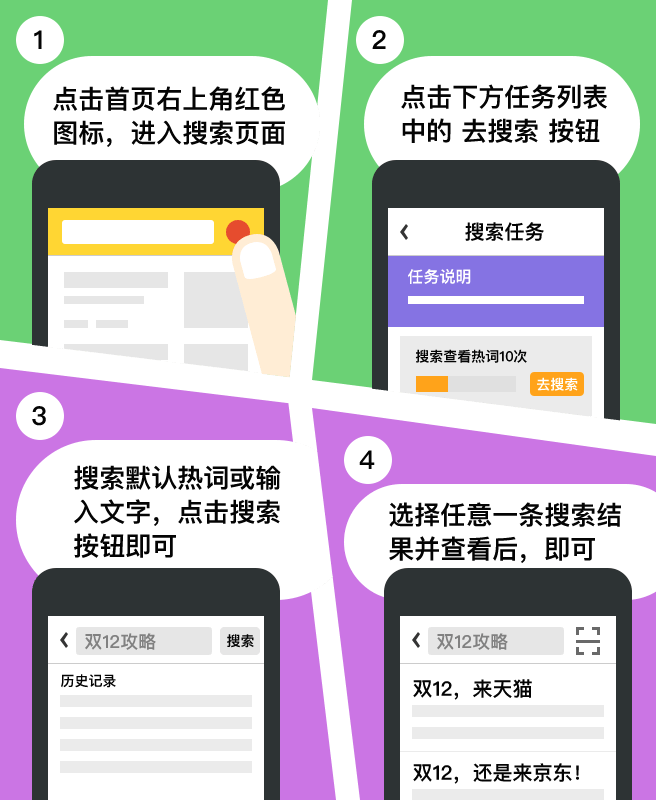 1
点击首页右上角红色
图标，进入搜索页面
2
点击下方任务列表
中的 去搜索 按钮
搜索任务
任务说明
搜索查看热词10次
去搜索
3
搜索默认热词或输
入文字，点击搜索
按钮即可
双12攻略
搜索
历史记录
4
选择任意一条搜索结
果并查看后，即可
双12攻略
双12，来天猫
双12，还是来京东！